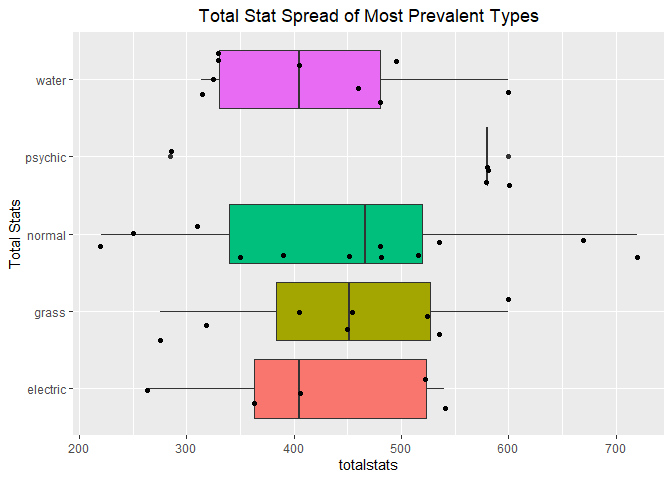 Total Stat Spread of Most Prevalent Types
water
psychic
normal
grass
electric
Total Stats
200 300 400 500 600 700
totalstats